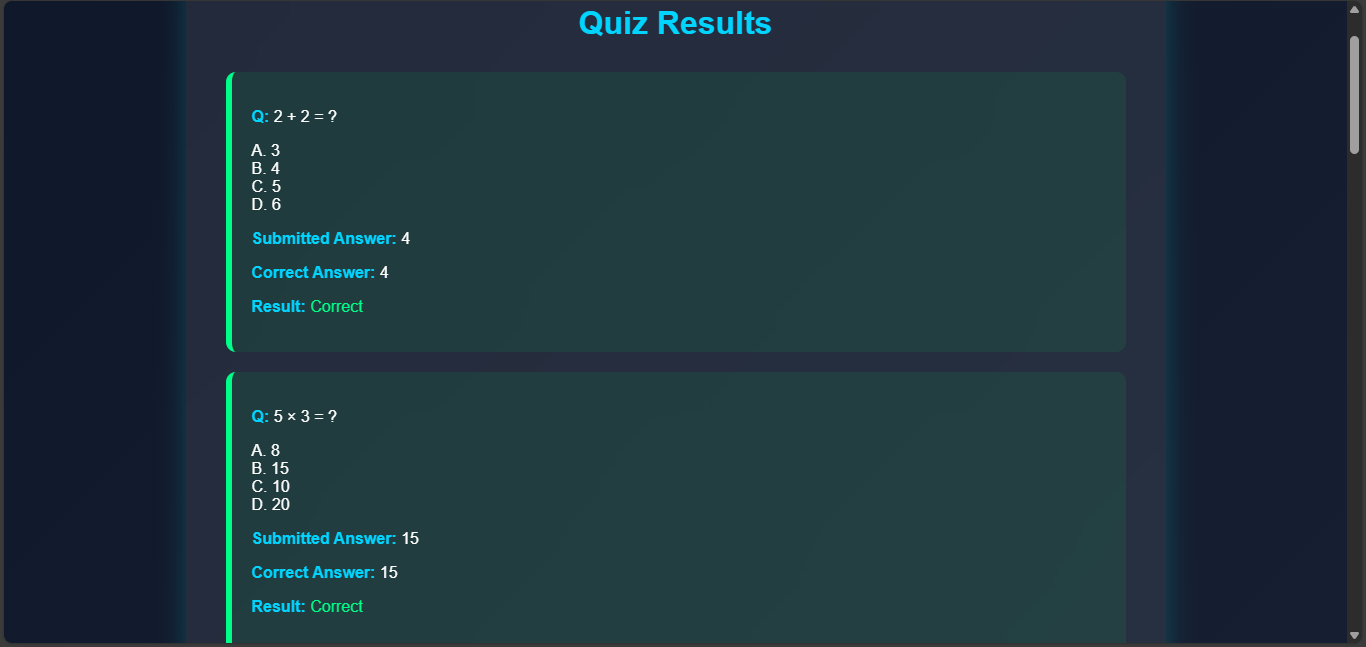 Quiz Results
Q: 2 + 2 = ?
A. 3
B. 4
C. 5
D. 6
Submitted Answer: 4
Correct Answer: 4
Result: Correct
Q: 5 × 3 = ?
A. 8
B. 15
C. 10
D. 20
Submitted Answer: 15
Correct Answer: 15
Result: Correct